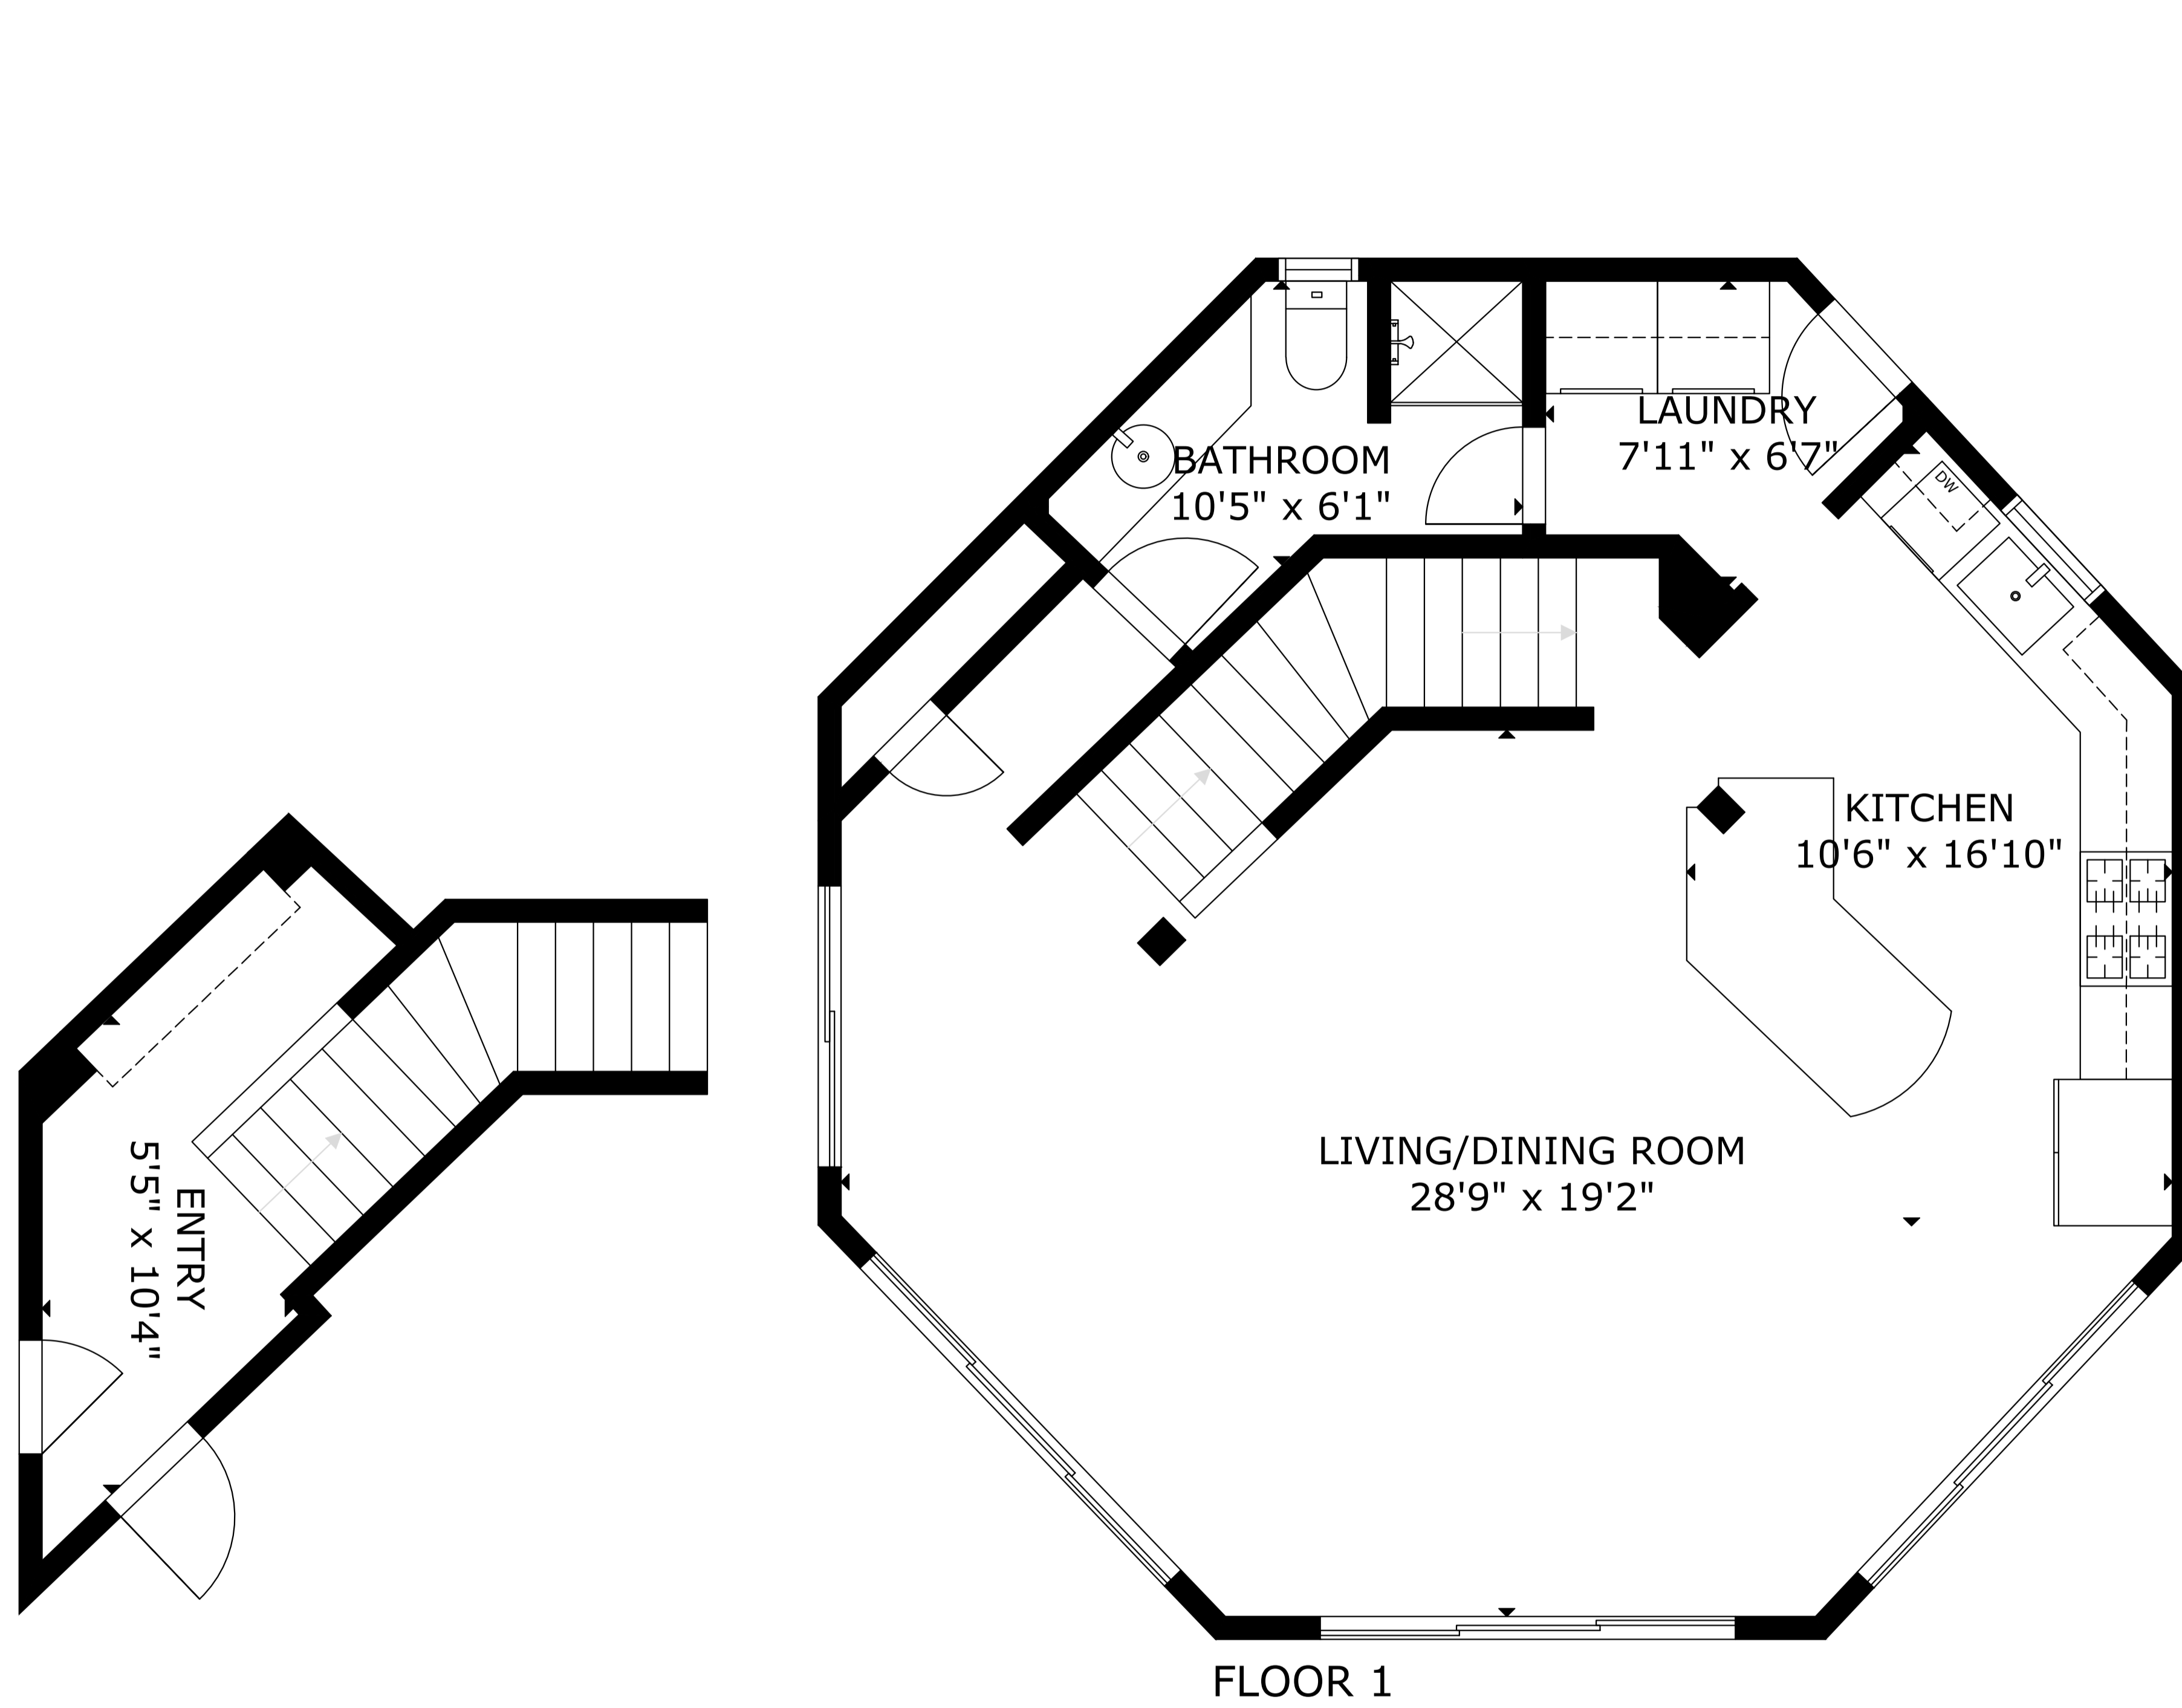 BATHROOM
10'5" x 6'1"
LAUNDRY
7'11" x 6'7"
DW
KITCHEN
10'6" x 16'10"
LIVING/DINING ROOM
28'9" x 19'2"
ENTRY
5'5" x 10'4"
FLOOR 1